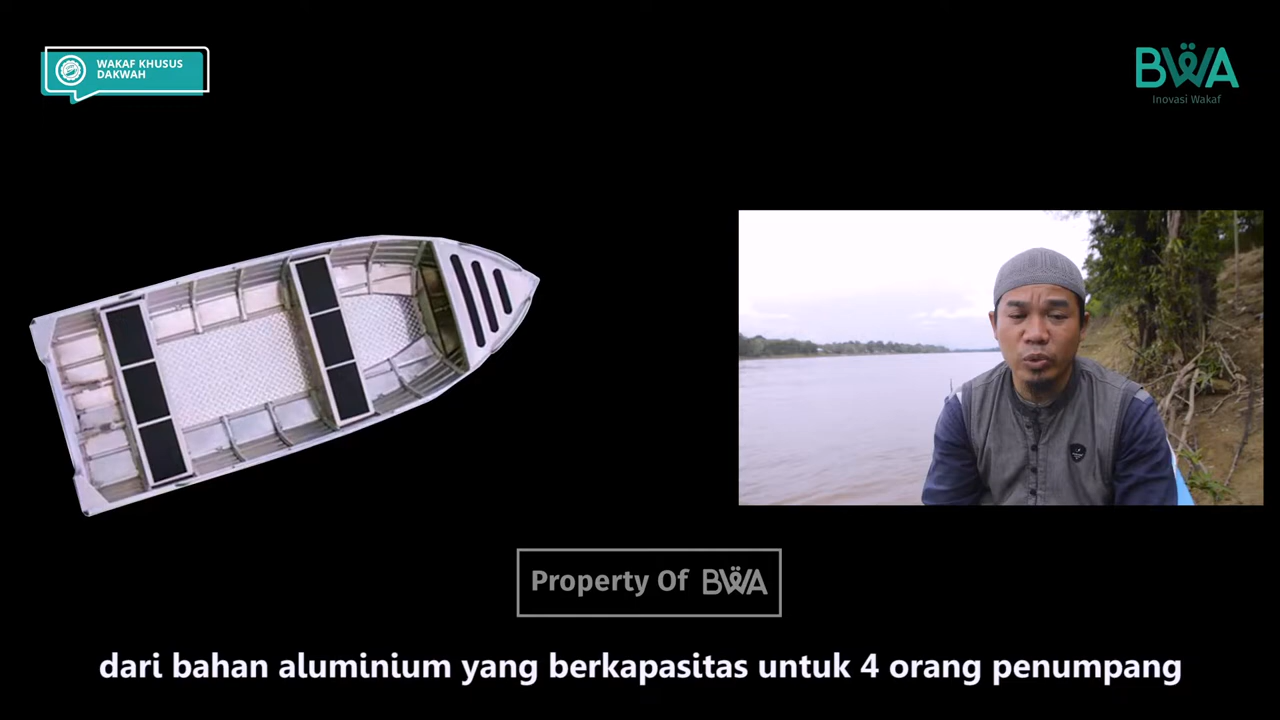 WAKAF KHUSUS
DAKWAH
BWA
Inovasi Wakaf
Property Of BWA
dari bahan aluminium yang berkapasitas untuk 4 orang penumpang